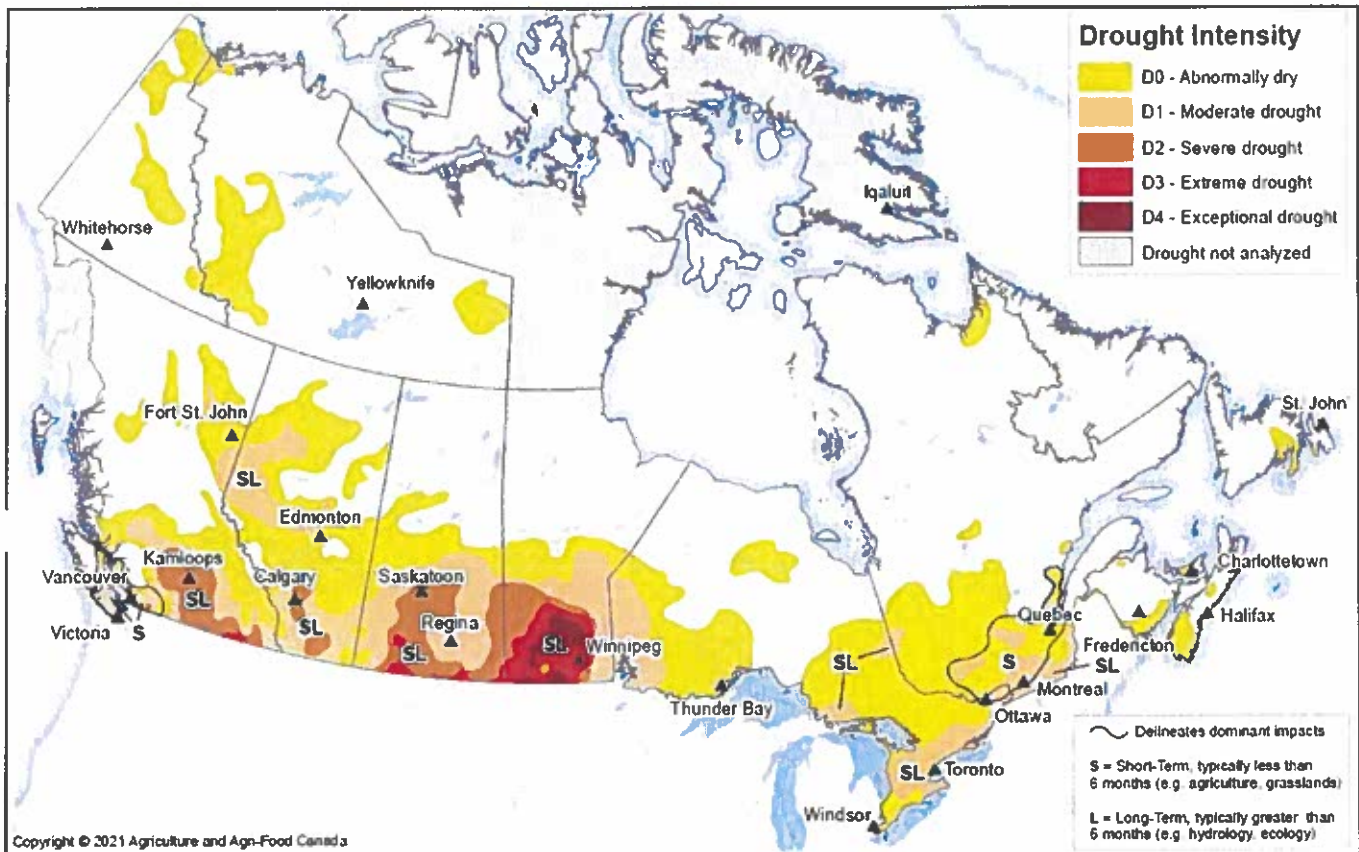 Drought Intensity
D0 - Abnormally dry
D1 - Moderate drought
D2 - Severe drought
D3 - Extreme drought
D4 - Exceptional drought
Drought not analyzed
Iqaluit
Whitehorse
Yellowknife
Fort St. John
SL
St. John
Edmonton
Kamloops
Vancouver
Calgary
Saskatoon
Charlottetown
SL
Victoria
S
SL
Regina
SL
SL
Winnipeg
Quebec
Halifax
SL
S
Fredericton
SL
Thunder Bay
Montreal
Ottawa
SL
Toronto
Windsor
Delineates dominant impacts
S = Short-Term, typically less than
6 months (e.g. agriculture, grasslands)
L = Long-Term, typically greater than
6 months (e.g. hydrology, ecology)
Copyright © 2021 Agriculture and Agri-Food Canada